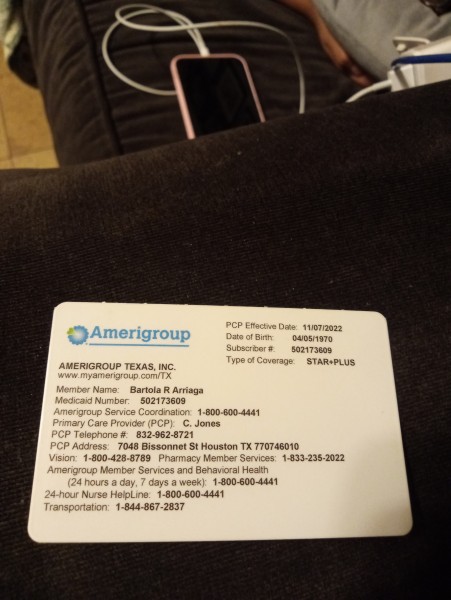 Amerigroup
PCP Effective Date: 11/07/2022
Date of Birth: 04/05/1970
Subscriber #: 502173609
Type of Coverage: STAR+PLUS
AMERIGROUP TEXAS, INC.
www.myamerigroup.com/TX
Member Name: Bartola R Arriaga
Medicaid Number: 502173609
Amerigroup Service Coordination: 1-800-600-4441
Primary Care Provider (PCP): C. Jones
PCP Telephone #: 832-962-8721
PCP Address: 7048 Bissonnet St Houston TX 770746010
Vision: 1-800-428-8789 Pharmacy Member Services: 1-833-235-2022
Amerigroup Member Services and Behavioral Health
(24 hours a day, 7 days a week): 1-800-600-4441
24-hour Nurse HelpLine: 1-800-600-4441
Transportation: 1-844-867-2837